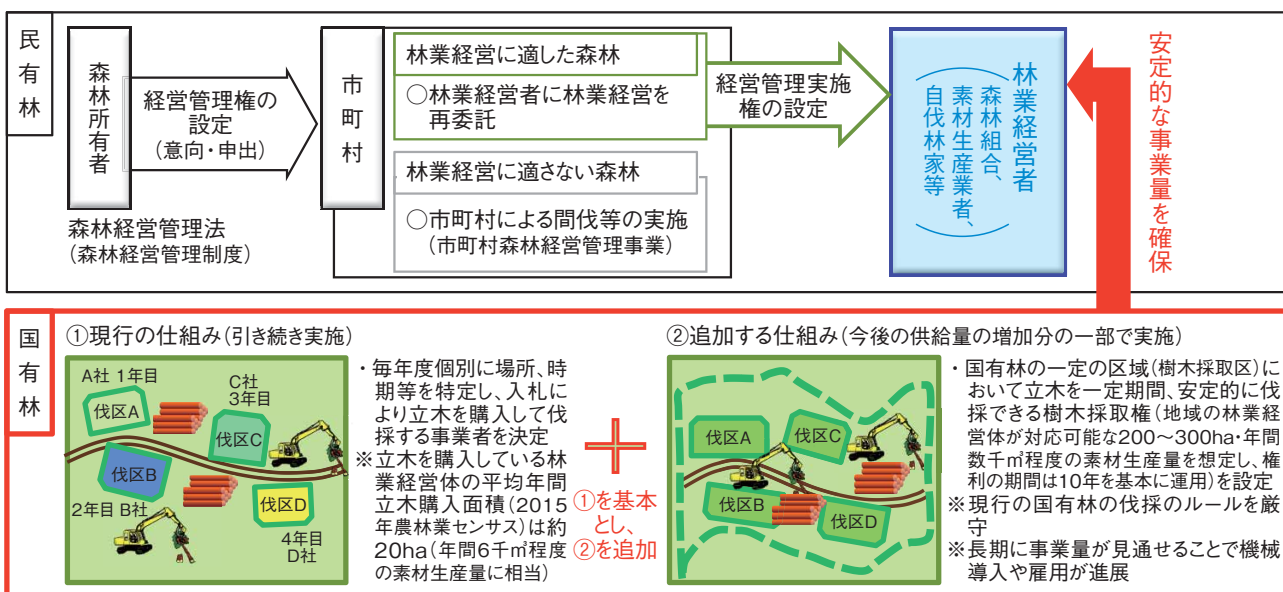 民有林
森林所有者
経営管理権の
設定
(意向・申出)
森林経営管理法
(森林経営管理制度)
市町村
林業経営に適した森林
○林業経営者に林業経営を
再委託
林業経営に適さない森林
○市町村による間伐等の実施
(市町村森林経営管理事業)
経営管理実施
権の設定
林業経営者
(森林組合、
素材生産業者、
自伐林家等)
安定的な事業量を確保
国有林
①現行の仕組み(引き続き実施)
A社 1年目
伐区A
C社
3年目
伐区C
伐区B
2年目 B社
伐区D
4年目
D社
・毎年度個別に場所、時
期等を特定し、入札に
より立木を購入して伐
採する事業者を決定
※立木を購入している林
業経営体の平均年間
立木購入面積(2015
年農林業センサス)は約
20ha(年間6千㎥程度
の素材生産量に相当)
①を基本
とし、
②を追加
②追加する仕組み(今後の供給量の増加分の一部で実施)
伐区A
伐区C
伐区B
伐区D
・国有林の一定の区域(樹木採取区)に
おいて立木を一定期間、安定的に伐
採できる樹木採取権(地域の林業経
営体が対応可能な200～300ha・年間
数千㎥程度の素材生産量を想定し、権
利の期間は10年を基本に運用)を設定
※現行の国有林の伐採のルールを厳
守
※長期に事業量が見通せることで機械
導入や雇用が進展